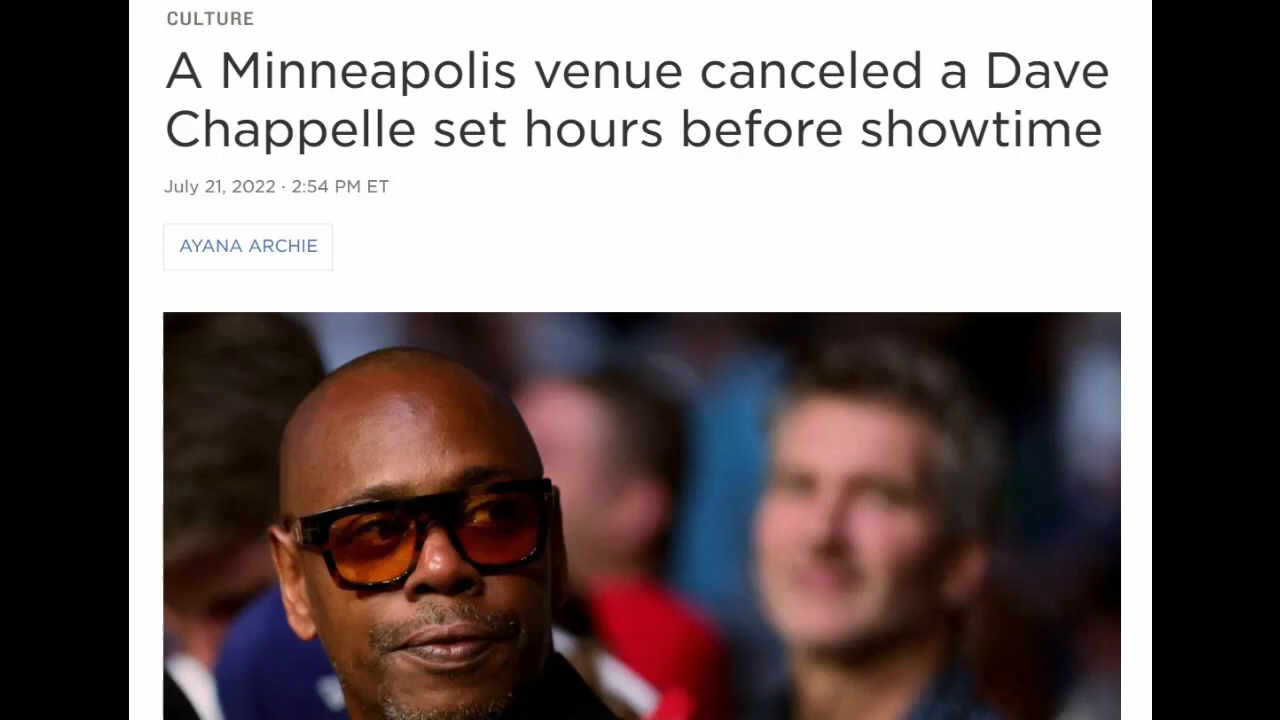 CULTURE
A Minneapolis venue canceled a Dave
Chappelle set hours before showtime
July 21, 2022 · 2:54 PM ET
AYANA ARCHIE